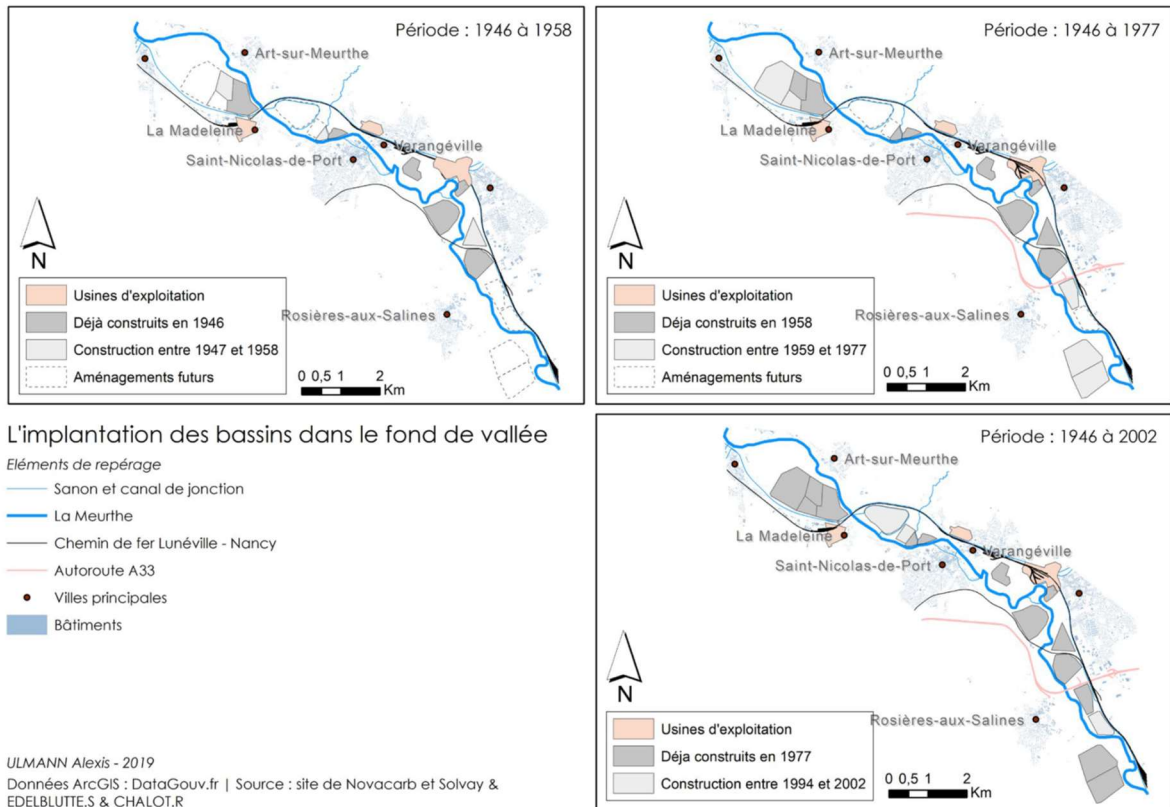 Période : 1946 à 1958
Art-sur-Meurthe
La Madeleine
Varangéville
Saint-Nicolas-de-Port
N
Rosières-aux-Salines
Usines d'exploitation
Déjà construits en 1946
Construction entre 1947 et 1958
Aménagements futurs
0 0,5 1 2
Km
Période : 1946 à 1977
Art-sur-Meurthe
La Madeleine
Varangéville
Saint-Nicolas-de-Port
N
Rosières-aux-Salines
Usines d'exploitation
Déja construits en 1958
Construction entre 1959 et 1977
Aménagements futurs
0 0,5 1 2
Km
L'implantation des bassins dans le fond de vallée
Eléments de repérage
Sanon et canal de jonction
La Meurthe
Chemin de fer Lunéville - Nancy
Autoroute A33
Villes principales
Bâtiments
ULMANN Alexis - 2019
Données ArcGIS : DataGouv.fr | Source : site de Novacarb et Solvay &
EDELBLUTTE.S & CHALOT.R
Période : 1946 à 2002
Art-sur-Meurthe
La Madeleine
Varangéville
Saint-Nicolas-de-Port
N
Rosières-aux-Salines
Usines d'exploitation
Déja construits en 1977
Construction entre 1994 et 2002
0 0,5 1 2
Km